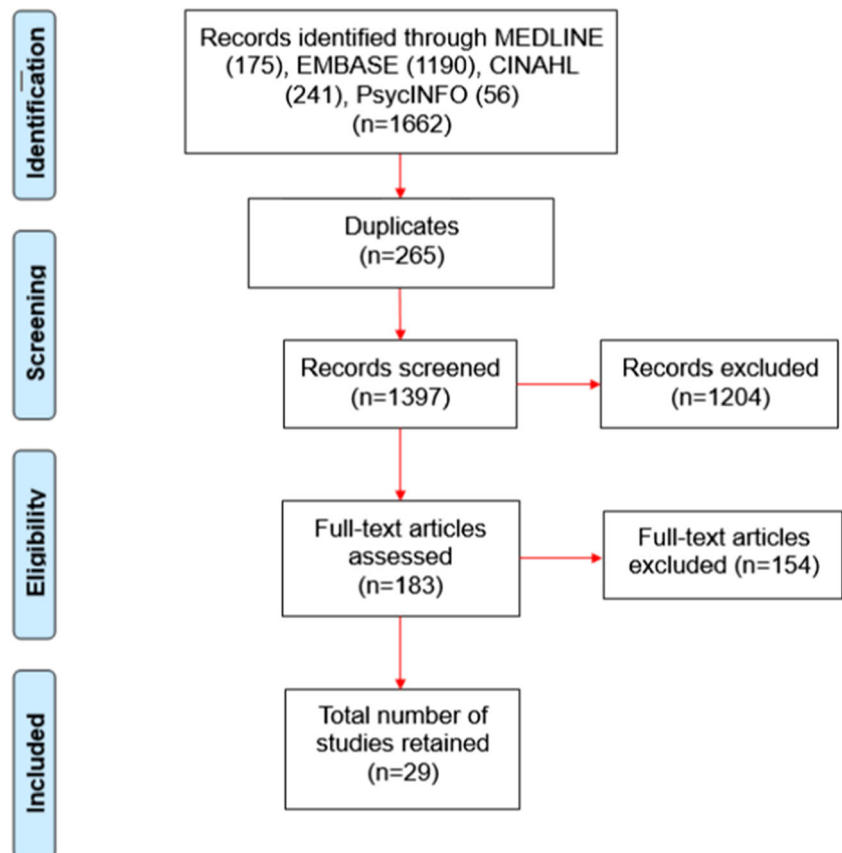 Identification
Records identified through MEDLINE
(175), EMBASE (1190), CINAHL
(241), PsycINFO (56)
(n=1662)
Duplicates
(n=265)
Screening
Records screened
(n=1397)
Records excluded
(n=1204)
Eligibility
Full-text articles
assessed
(n=183)
Full-text articles
excluded (n=154)
Included
Total number of
studies retained
(n=29)